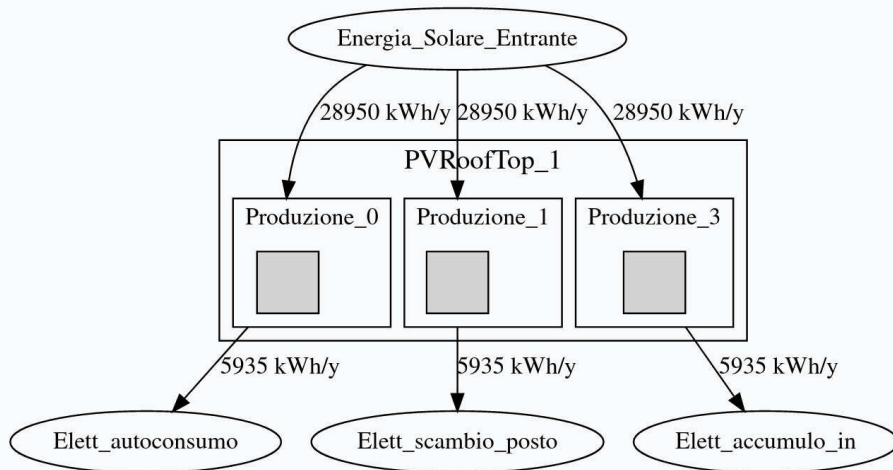 Energia_Solare_Entrante
28950 kWh/y 28950 kWh/y 28950 kWh/y
PVRoofTop_1
Produzione_0 Produzione_1 Produzione_3
5935 kWh/y 5935 kWh/y 5935 kWh/y
Elett_autoconsumo Elett_scambio_posto Elett_accumulo_in